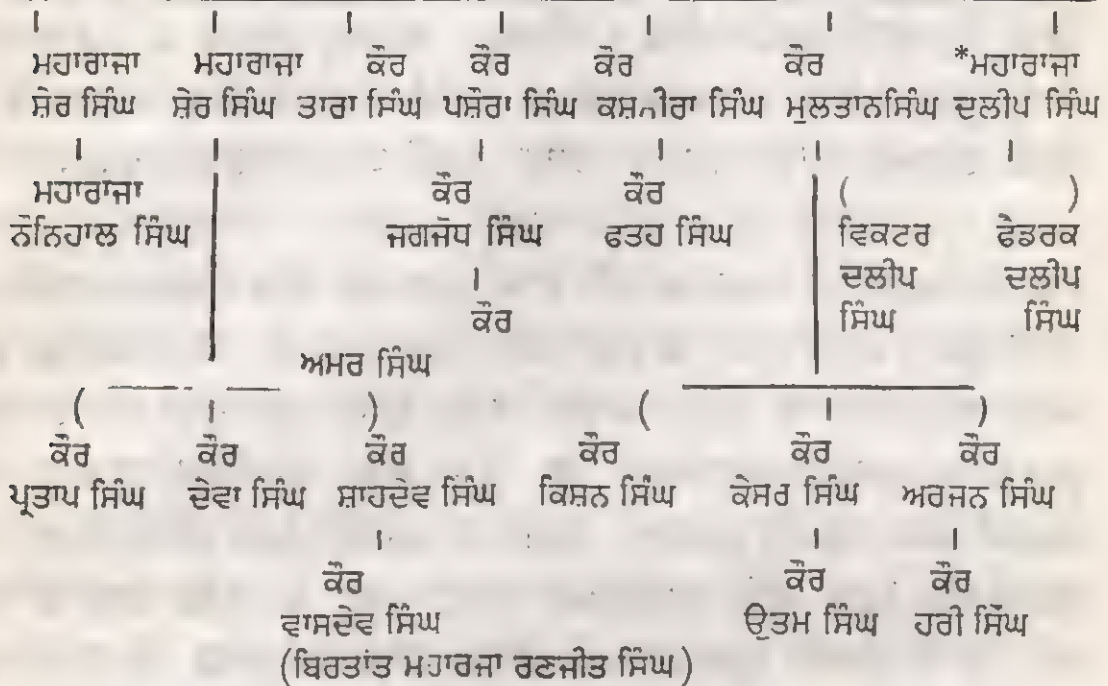 ਮਹਾਰਾਜਾ ਮਹਾਰਾਜਾ ਕੌਰ ਕੌਰ ਕੌਰ ਕੌਰ *ਮਹਾਰਾਜਾ
ਸ਼ੇਰ ਸਿੰਘ ਸ਼ੇਰ ਸਿੰਘ ਤਾਰਾ ਸਿੰਘ ਪਸ਼ੌਰਾ ਸਿੰਘ ਕਸ਼ਮੀਰਾ ਸਿੰਘ ਮੁਲਤਾਨਸਿੰਘ ਦਲੀਪ ਸਿੰਘ
ਮਹਾਰਾਂਜਾ ਕੌਰ ਕੌਰ ( )
ਨੌਨਿਹਾਲ ਸਿੰਘ ਜਗਜੋਧ ਸਿੰਘ ਫਤਹ ਸਿੰਘ ਵਿਕਟਰ ਫੈਡਰਕ
ਦਲੀਪ ਦਲੀਪ
ਕੌਰ ਸਿੰਘ ਸਿੰਘ
ਅਮਰ ਸਿੰਘ
( ) ( )
ਕੌਰ ਕੌਰ ਕੌਰ ਕੌਰ ਕੌਰ ਕੌਰ
ਪ੍ਰਤਾਪ ਸਿੰਘ ਦੇਵਾ ਸਿੰਘ ਸ਼ਾਹਦੇਵ ਸਿੰਘ ਕਿਸ਼ਨ ਸਿੰਘ ਕੇਸਰ ਸਿੰਘ ਅਰਜਨ ਸਿੰਘ
ਕੌਰ ਕੌਰ ਕੌਰ
ਵਾਸਦੇਵ ਸਿੰਘ ਉਤਮ ਸਿੰਘ ਹਰੀ ਸਿੰਘ
(ਬਿਰਤਾਂਤ ਮਹਾਰਜਾ ਰਣਜੀਤ ਸਿੰਘ)